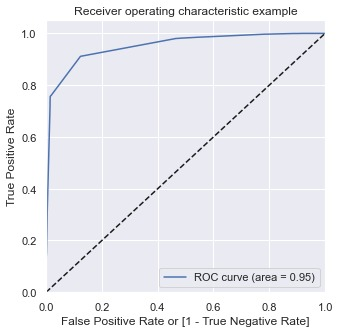 Receiver operating characteristic example
True Positive Rate
1.0
0.8
0.6
0.4
0.2
0.0
ROC curve (area = 0.95)
0.0 0.2 0.4 0.6 0.8 1.0
False Positive Rate or [1 - True Negative Rate]